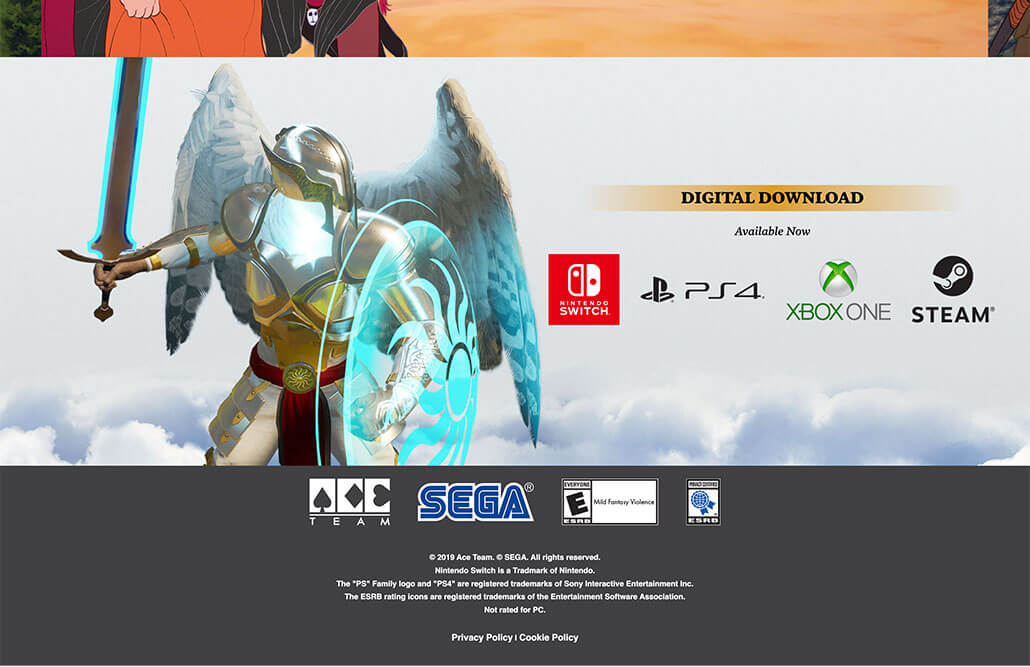 DIGITAL DOWNLOAD
Available Now
NINTENDO
SWITCH
PS4
XBOX ONE
STEAM®
TEAM
SEGA®
EVERYONE
E
ESRB
Mild Fantasy Violence
PRIVACY CERTIFIED
ESRB
© 2019 Ace Team. © SEGA. All rights reserved.
Nintendo Switch is a Tradmark of Nintendo.
The "PS" Family logo and "PS4" are registered trademarks of Sony Interactive Entertainment Inc.
The ESRB rating icons are registered trademarks of the Entertainment Software Association.
Not rated for PC.
Privacy Policy | Cookie Policy